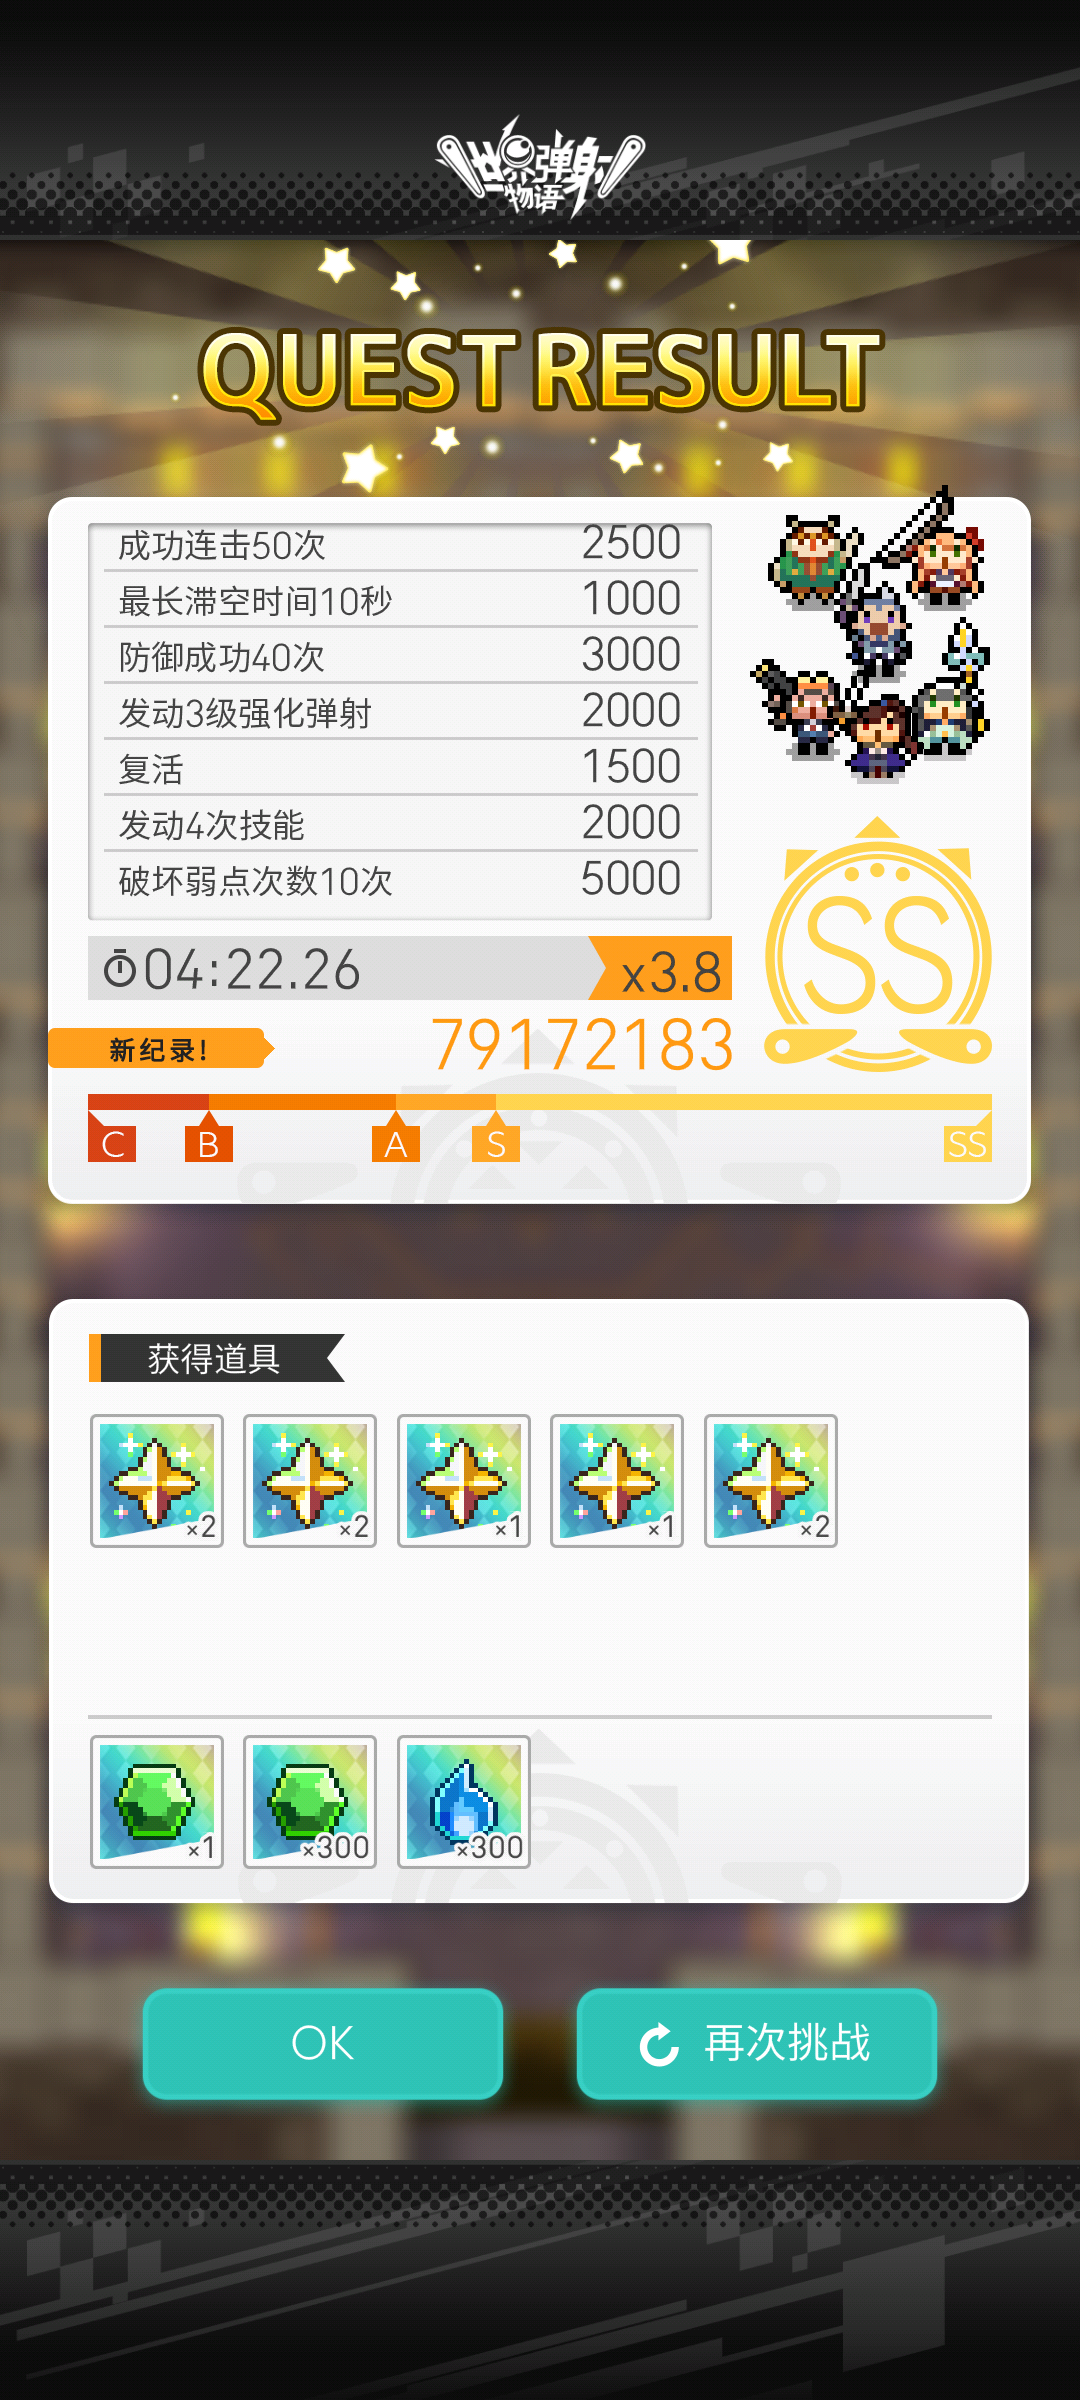 世界弹射
物语
QUEST RESULT
成功连击50次 2500
最长滞空时间10秒 1000
防御成功40次 3000
发动3级强化弹射 2000
复活 1500
发动4次技能 2000
破坏弱点次数10次 5000
04:22.26 x3.8
SS
新纪录! 79172183
C B A S SS
获得道具
×2 ×2 ×1 ×1 ×2
×1 ×300 ×300
OK 再次挑战